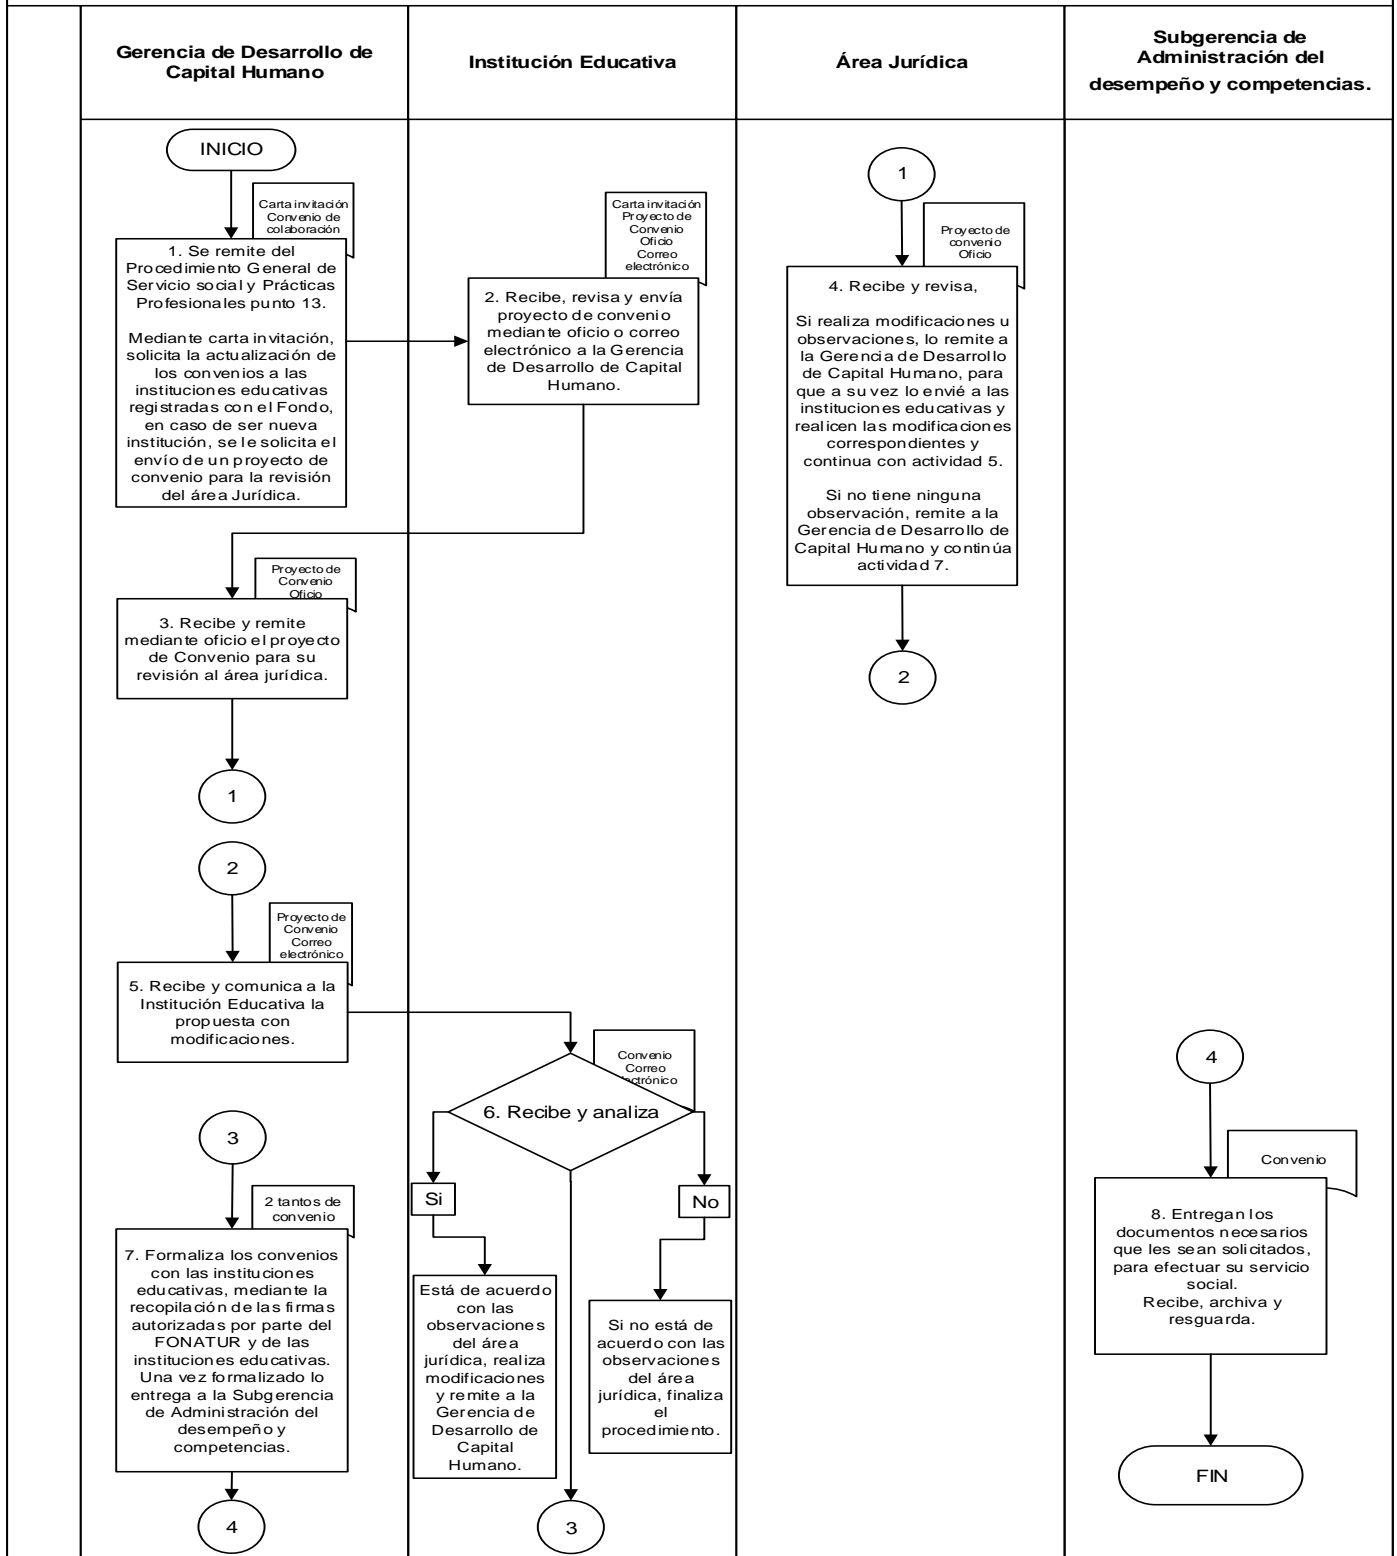 Gerencia de Desarrollo de
Capital Humano
Institución Educativa
Área Jurídica
Subgerencia de
Administración del
desempeño y competencias.
INICIO
Carta invitación
Convenio de
colaboración
1. Se remite del
Procedimiento General de
Servicio social y Prácticas
Profesionales punto 13.
Mediante carta invitación,
solicita la actualización de
los convenios a las
instituciones educativas
registradas con el Fondo,
en caso de ser nueva
institución, se le solicita el
envío de un proyecto de
convenio para la revisión
del área Jurídica.
Carta invitación
Proyecto de
Convenio
Oficio
Correo
electrónico
2. Recibe, revisa y envía
proyecto de convenio
mediante oficio o correo
electrónico a la Gerencia
de Desarrollo de Capital
Humano.
Proyecto de
Convenio
Oficio
3. Recibe y remite
mediante oficio el proyecto
de Convenio para su
revisión al área jurídica.
1
1
Proyecto de
convenio
Oficio
4. Recibe y revisa,
Si realiza modificaciones u
observaciones, lo remite a
la Gerencia de Desarrollo
de Capital Humano, para
que a su vez lo envié a las
instituciones educativas y
realicen las modificaciones
correspondientes y
continua con actividad 5.
Si no tiene ninguna
observación, remite a la
Gerencia de Desarrollo de
Capital Humano y continúa
actividad 7.
2
2
Proyecto de
Convenio
Correo
electrónico
5. Recibe y comunica a la
Institución Educativa la
propuesta con
modificaciones.
Convenio
Correo
ectrónico
6. Recibe y analiza
Si
No
Está de acuerdo
con las
observaciones
del área
jurídica, realiza
modificaciones
y remite a la
Gerencia de
Desarrollo de
Capital
Humano.
Si no está de
acuerdo con las
observaciones
del área
jurídica, finaliza
el
procedimiento.
3
3
2 tantos de
convenio
7. Formaliza los convenios
con las instituciones
educativas, mediante la
recopilación de las firmas
autorizadas por parte del
FONATUR y de las
instituciones educativas.
Una vez formalizado lo
entrega a la Subgerencia
de Administración del
desempeño y
competencias.
4
4
Convenio
8. Entregan los
documentos necesarios
que les sean solicitados,
para efectuar su servicio
social.
Recibe, archiva y
resguarda.
FIN